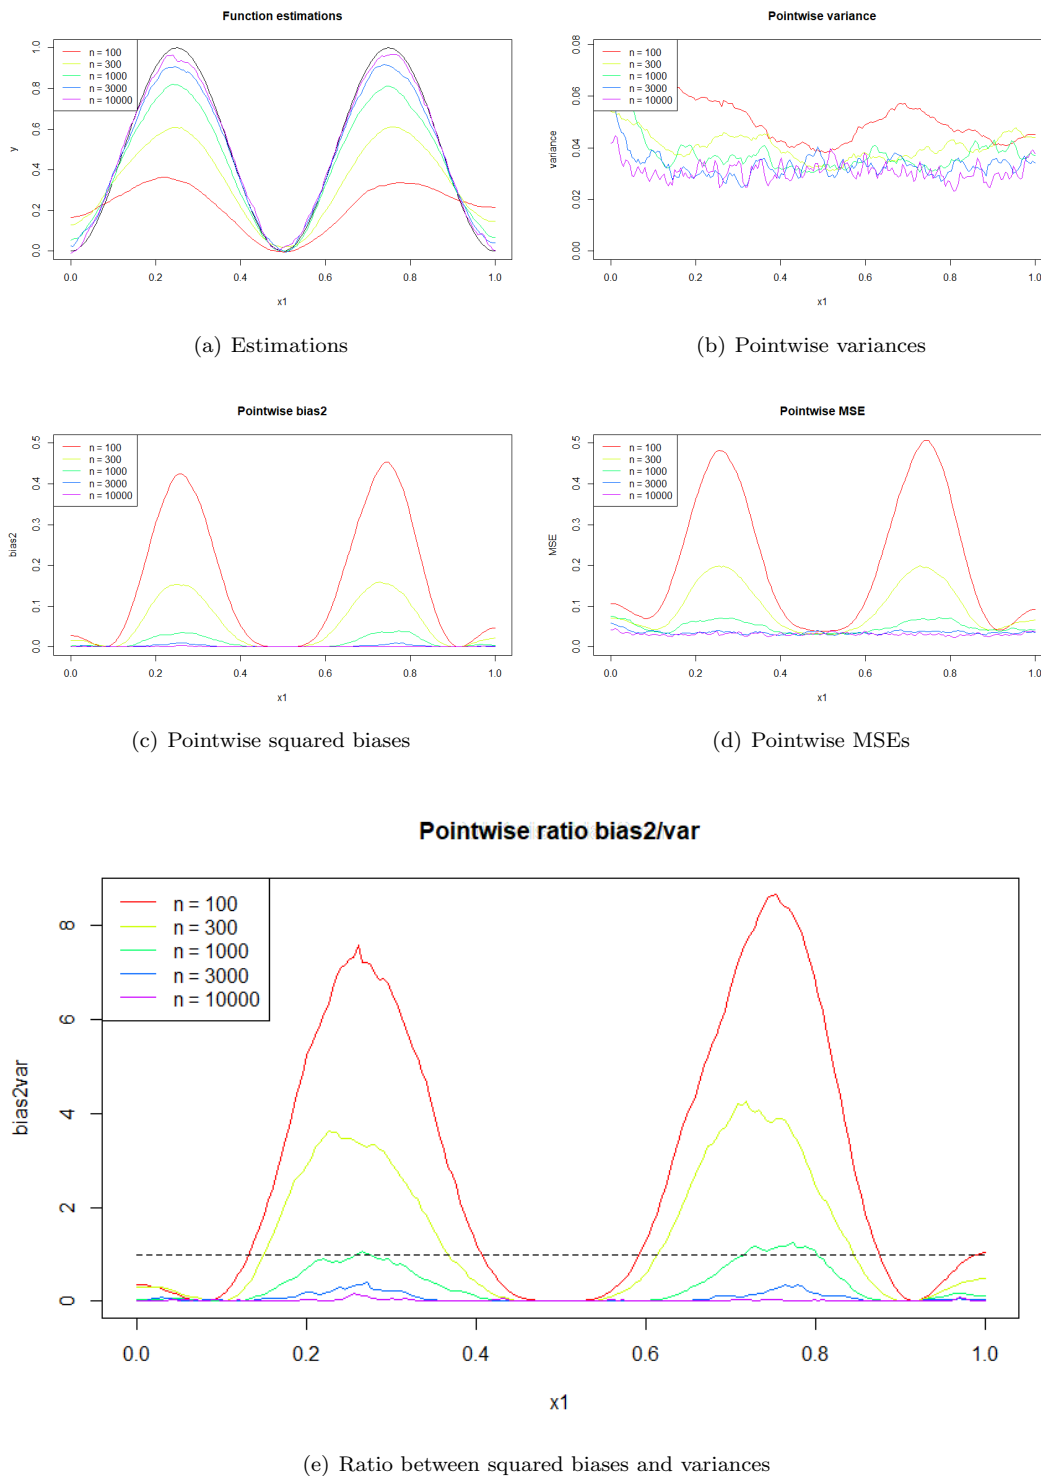 Function estimations
n = 100
n = 300
n = 1000
n = 3000
n = 10000
y
0.0 0.2 0.4 0.6 0.8 1.0
0.0 0.2 0.4 0.6 0.8 1.0
x1
(a) Estimations
Pointwise variance
n = 100
n = 300
n = 1000
n = 3000
n = 10000
variance
0.00 0.02 0.04 0.06 0.08
0.0 0.2 0.4 0.6 0.8 1.0
x1
(b) Pointwise variances
Pointwise bias2
n = 100
n = 300
n = 1000
n = 3000
n = 10000
bias2
0.0 0.1 0.2 0.3 0.4 0.5
0.0 0.2 0.4 0.6 0.8 1.0
x1
(c) Pointwise squared biases
Pointwise MSE
n = 100
n = 300
n = 1000
n = 3000
n = 10000
MSE
0.0 0.1 0.2 0.3 0.4 0.5
0.0 0.2 0.4 0.6 0.8 1.0
x1
(d) Pointwise MSEs
Pointwise ratio bias2/var
n = 100
n = 300
n = 1000
n = 3000
n = 10000
bias2var
0 2 4 6 8
0.0 0.2 0.4 0.6 0.8 1.0
x1
(e) Ratio between squared biases and variances